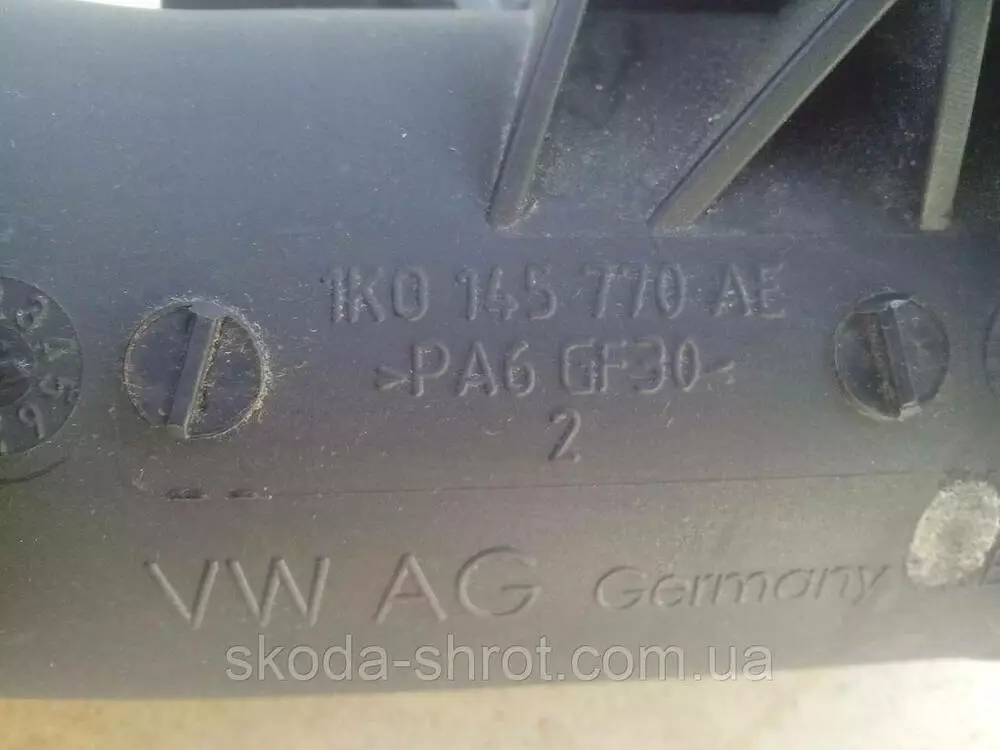 1K0 145 770 AE
>PA6 GF30<
2
VW AG Germany
skoda-shrot.com.ua